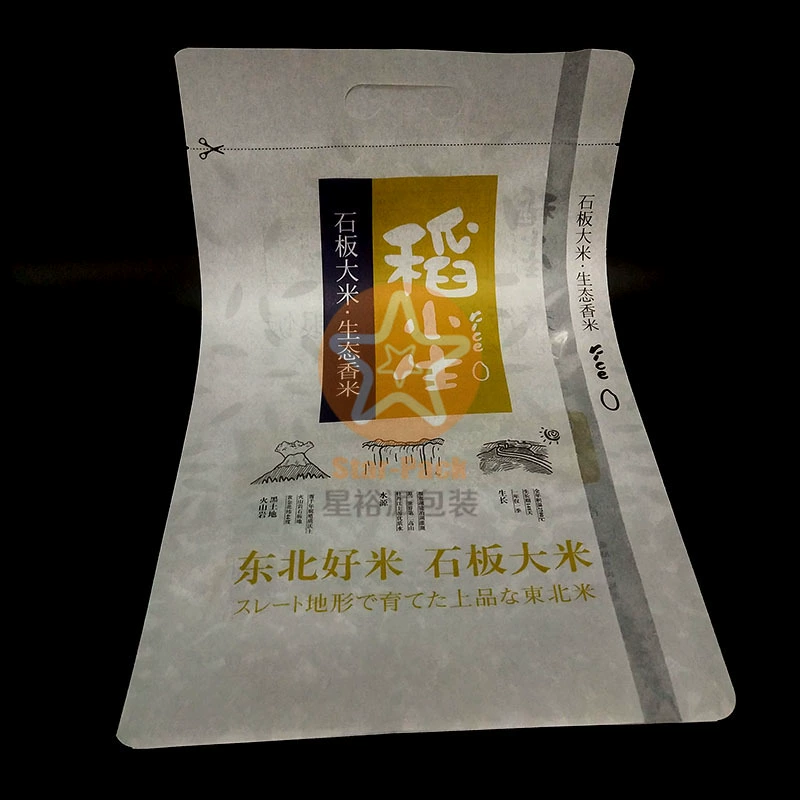 石板大米·生态香米
稻小生
rice
石板大米·生态香米
rice
Star-Pack
星裕源包装
火山岩
黑土地
水源
生长
东北好米 石板大米
スレート地形で育てた上品な東北米